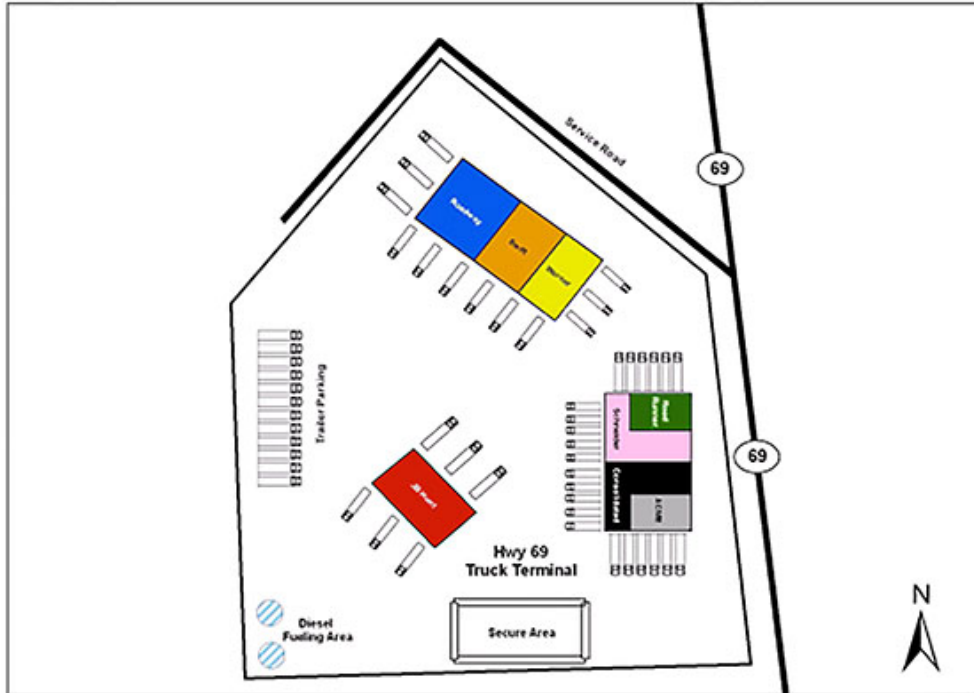 Service Road
69
Roadway
Swift
Trailer Parking
Road
Runner
Schneider
69
JB Hunt
Consolidated
Hwy 69
Truck Terminal
Diesel
Fueling Area
Secure Area
N